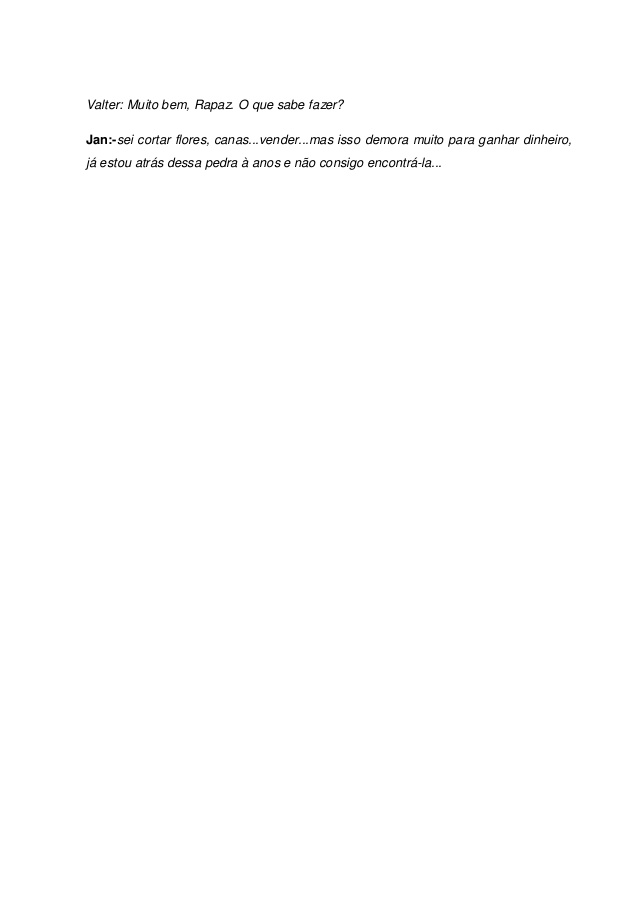 Valter: Muito bem, Rapaz. O que sabe fazer?
Jan:-sei cortar flores, canas...vender...mas isso demora muito para ganhar dinheiro,
já estou atrás dessa pedra à anos e não consigo encontrá-la...